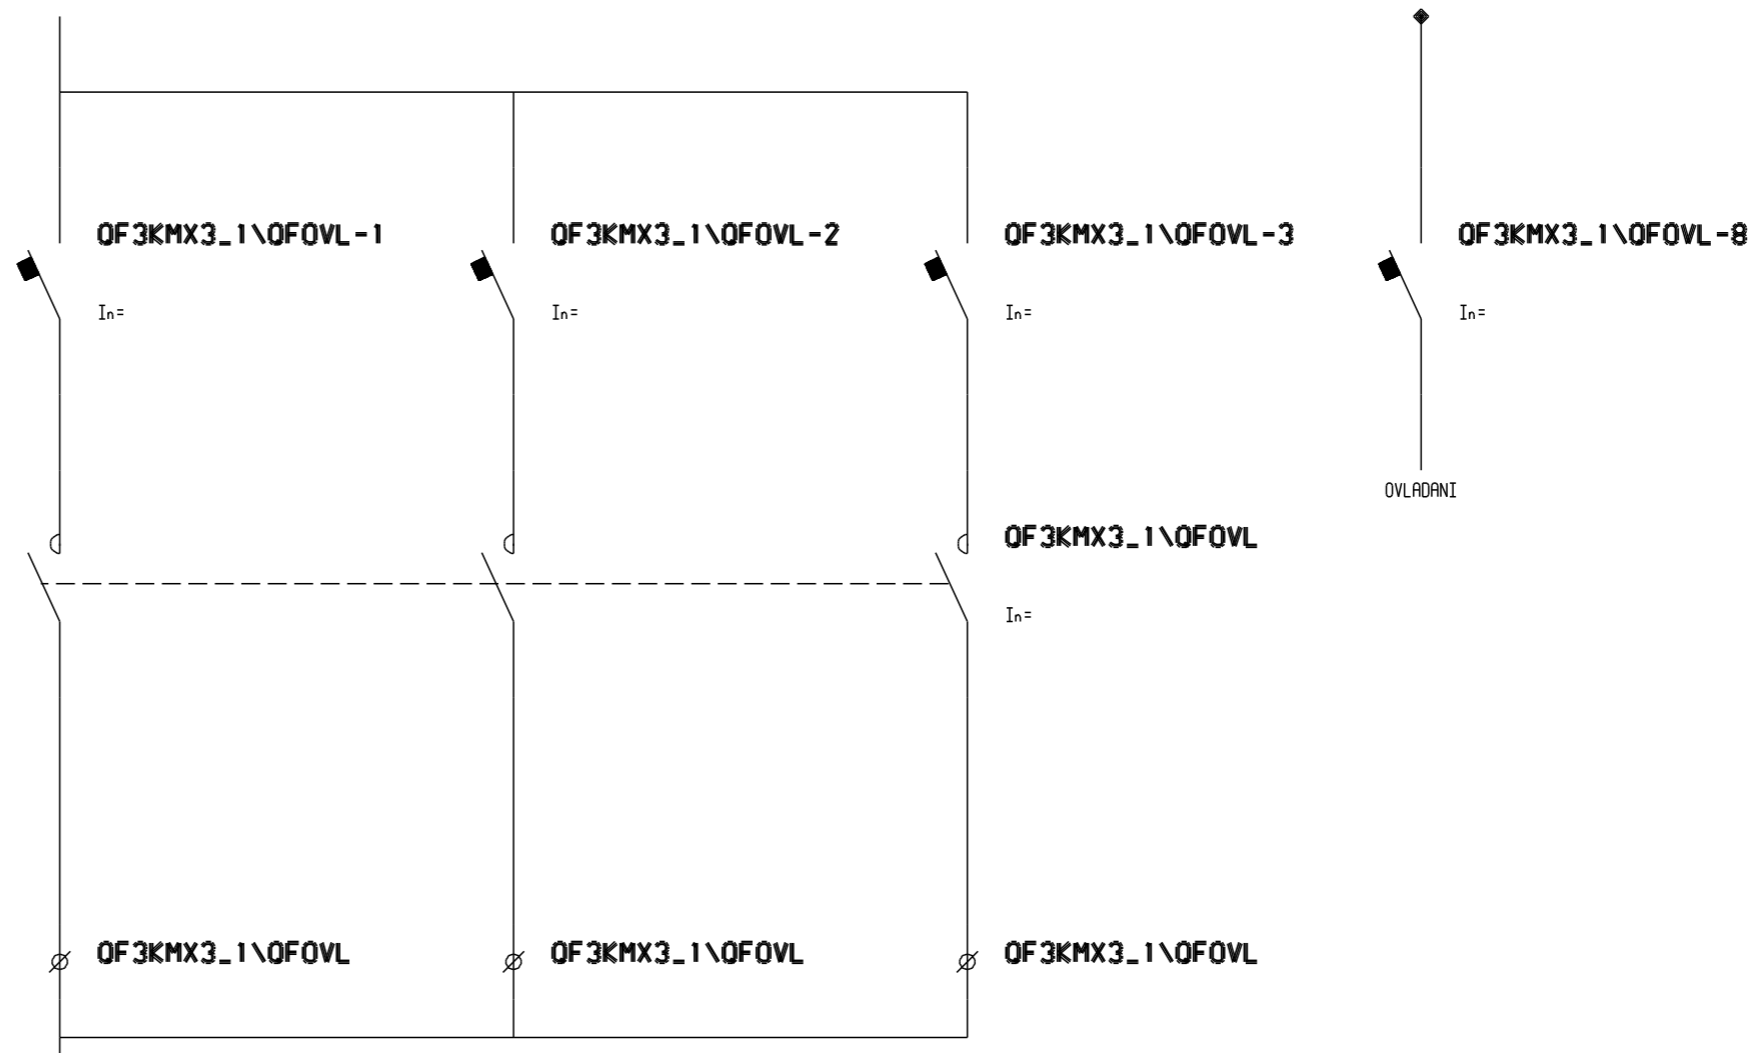 QF3KMX3_1\QFOVL-1
QF3KMX3_1\QFOVL-2
QF3KMX3_1\QFOVL-3
QF3KMX3_1\QFOVL-8
In=
In=
In=
In=
OVLADANI
QF3KMX3_1\QFOVL
In=
QF3KMX3_1\QFOVL
QF3KMX3_1\QFOVL
QF3KMX3_1\QFOVL